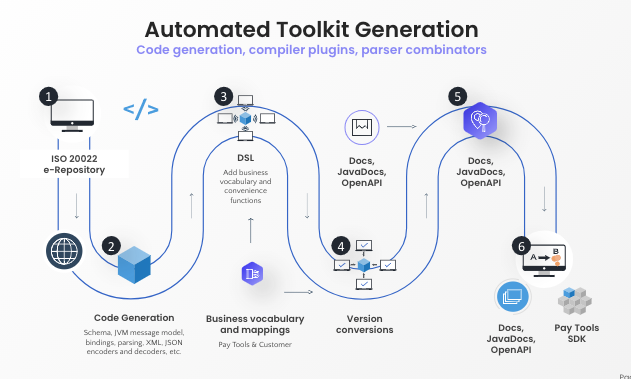 Automated Toolkit Generation
Code generation, compiler plugins, parser combinators
1
</>
ISO 20022
e-Repository
2
Code Generation
Schema, JVM message model,
bindings, parsing, XML, JSON
encoders and decoders. etc.
3
DSL
Add business
vocabulary and
convenience
functions
Business vocabulary
and mappings
Pay Tools & Customer
4
Version
conversions
Docs,
JavaDocs,
OpenAPI
5
Docs,
JavaDocs,
OpenAPI
6
A
B
Docs,
JavaDocs,
OpenAPI
Pay Tools
SDK